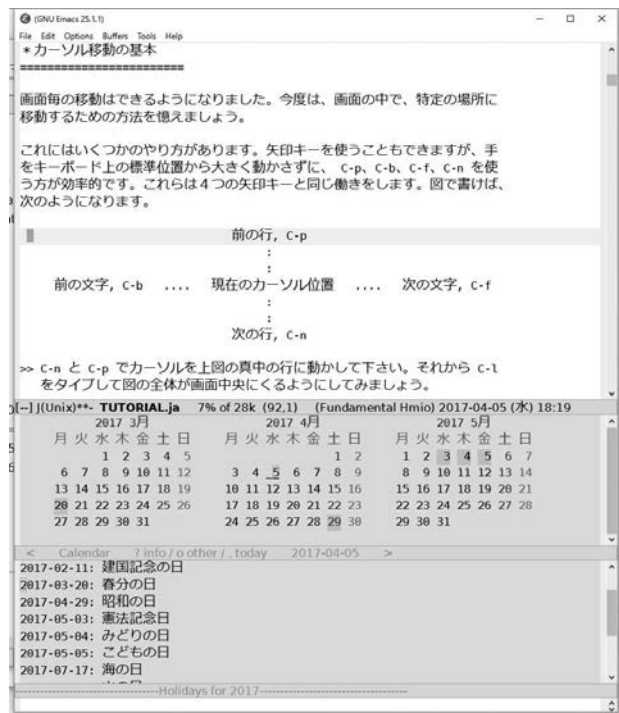 (GNU Emacs 25.1.1)
File Edit Options Buffers Tools Help
* カーソル移動の基本
========================
画面毎の移動はできるようになりました。今度は、画面の中で、特定の場所に
移動するための方法を憶えましょう。
これにはいくつかのやり方があります。矢印キーを使うこともできますが、手
をキーボード上の標準位置から大きく動かさずに、 C-p、C-b、C-f、C-n を使
う方が効率的です。これらは４つの矢印キーと同じ働きをします。図で書けば、
次のようになります。
前の行, C-p
:
:
前の文字, C-b .... 現在のカーソル位置 .... 次の文字, C-f
:
:
次の行, C-n
>> C-n と C-p でカーソルを上図の真中の行に動かして下さい。それから C-l
をタイプして図の全体が画面中央にくるようにしてみましょう。
[--] J(Unix)**- TUTORIAL.ja 7% of 28k (92,1) (Fundamental Hmio) 2017-04-05 (水) 18:19
2017 3月 2017 4月 2017 5月
月 火 水 木 金 土 日 月 火 水 木 金 土 日 月 火 水 木 金 土 日
1 2 3 4 5 1 2 1 2 3 4 5 6 7
6 7 8 9 10 11 12 3 4 5 6 7 8 9 8 9 10 11 12 13 14
13 14 15 16 17 18 19 10 11 12 13 14 15 16 15 16 17 18 19 20 21
20 21 22 23 24 25 26 17 18 19 20 21 22 23 22 23 24 25 26 27 28
27 28 29 30 31 24 25 26 27 28 29 30 29 30 31
< Calendar ? info / o other / . today 2017-04-05 >
2017-02-11: 建国記念の日
2017-03-20: 春分の日
2017-04-29: 昭和の日
2017-05-03: 憲法記念日
2017-05-04: みどりの日
2017-05-05: こどもの日
2017-07-17: 海の日
Holidays for 2017